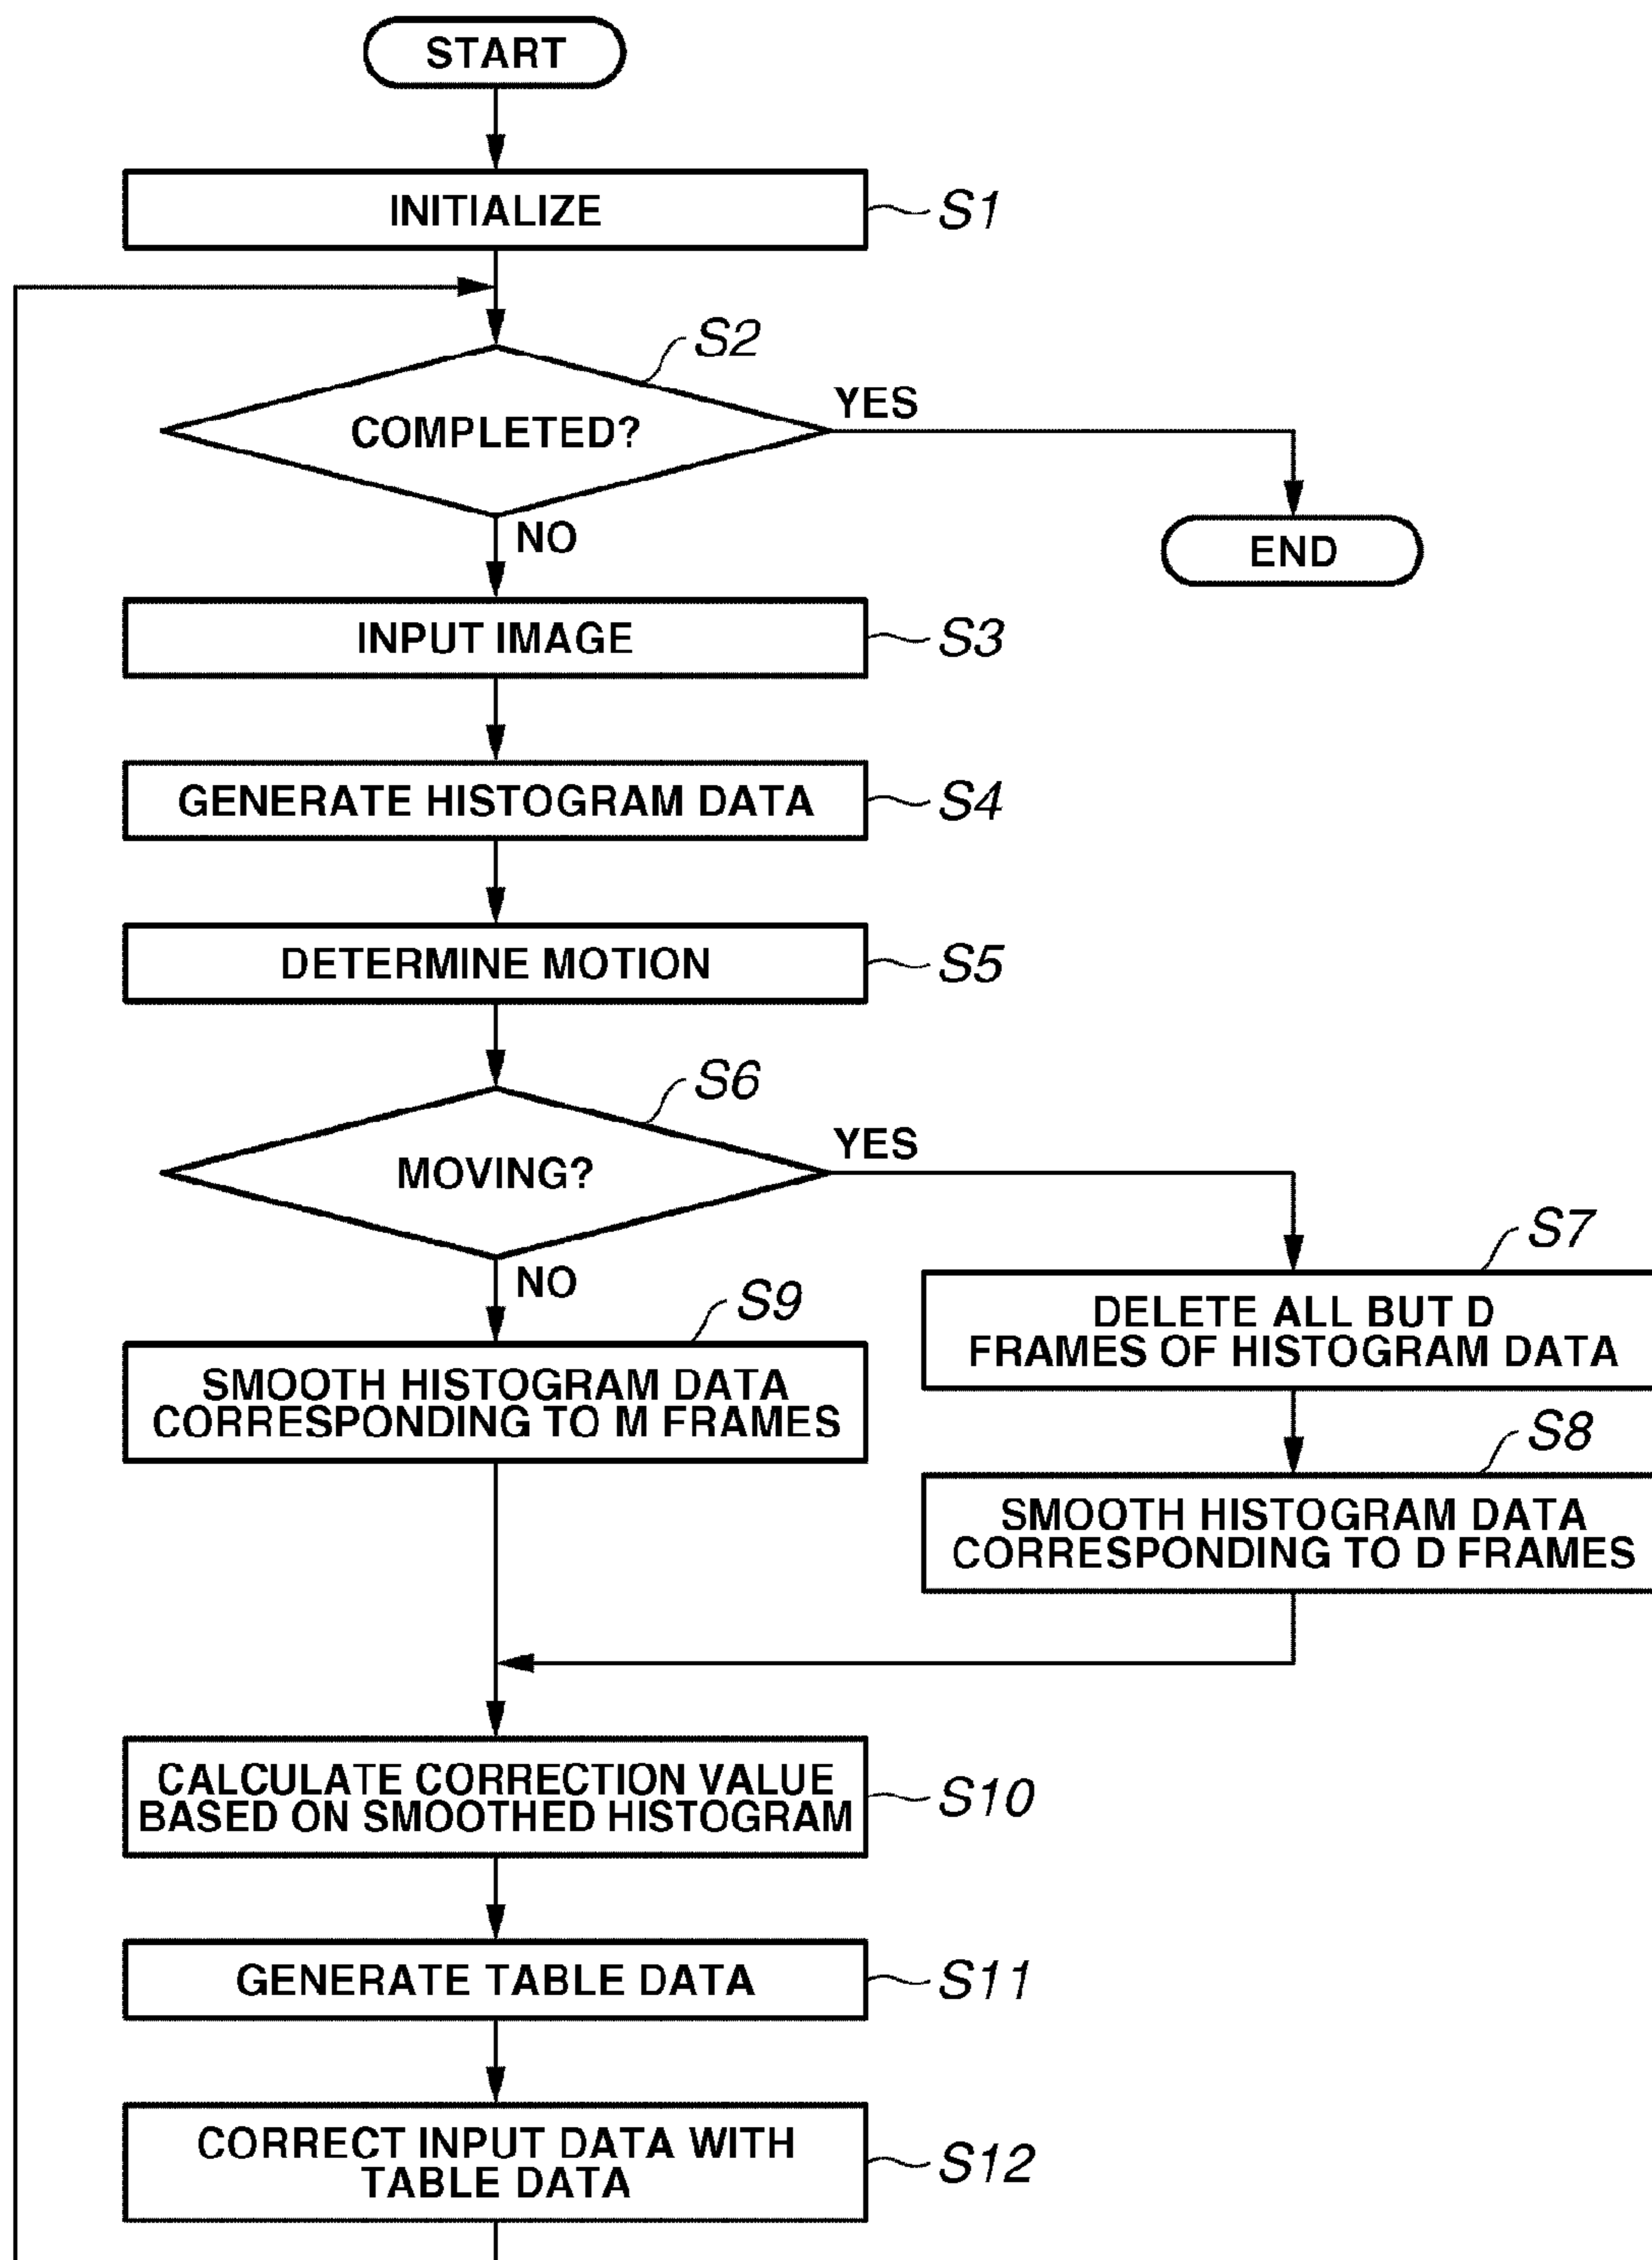 START
INITIALIZE
S1
S2
COMPLETED?
YES
NO
END
INPUT IMAGE
S3
GENERATE HISTOGRAM DATA
S4
DETERMINE MOTION
S5
S6
MOVING?
YES
NO
S7
DELETE ALL BUT D
FRAMES OF HISTOGRAM DATA
S9
SMOOTH HISTOGRAM DATA
CORRESPONDING TO M FRAMES
S8
SMOOTH HISTOGRAM DATA
CORRESPONDING TO D FRAMES
CALCULATE CORRECTION VALUE
BASED ON SMOOTHED HISTOGRAM
S10
GENERATE TABLE DATA
S11
CORRECT INPUT DATA WITH
TABLE DATA
S12